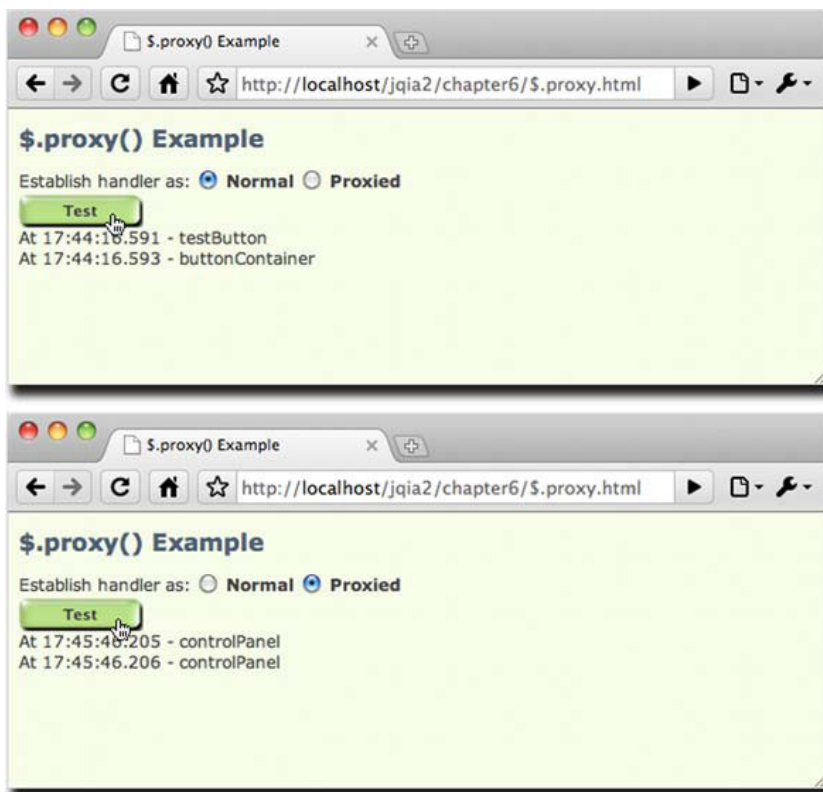 $.proxy() Example
http://localhost/jqia2/chapter6/$.proxy.html
$.proxy() Example
Establish handler as: Normal Proxied
Test
At 17:44:16.591 - testButton
At 17:44:16.593 - buttonContainer
$.proxy() Example
http://localhost/jqia2/chapter6/$.proxy.html
$.proxy() Example
Establish handler as: Normal Proxied
Test
At 17:45:46.205 - controlPanel
At 17:45:46.206 - controlPanel